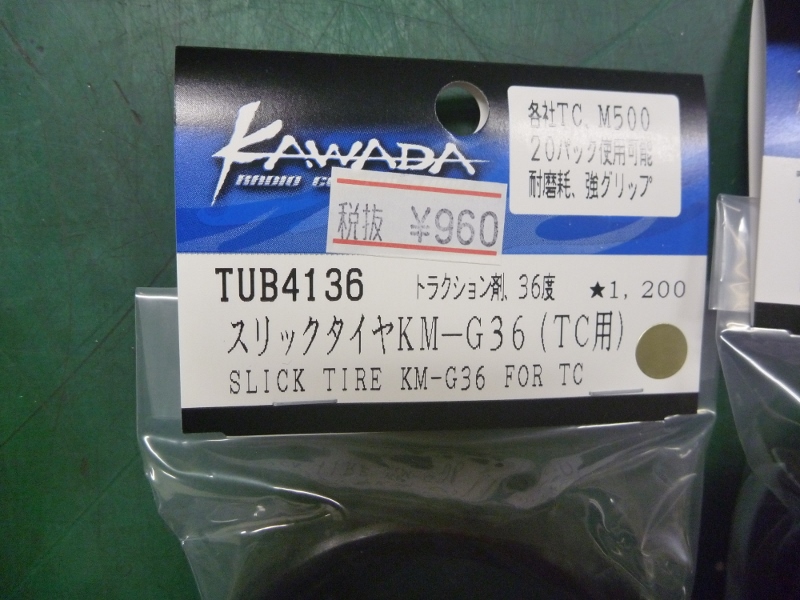 KAWADA
RADIO
税抜 ¥960
各社TC、M500
20パック使用可能
耐磨耗、強グリップ
TUB4136 トラクション剤、36度 ★1,200
スリックタイヤKM－G36(TC用)
SLICK TIRE KM-G36 FOR TC